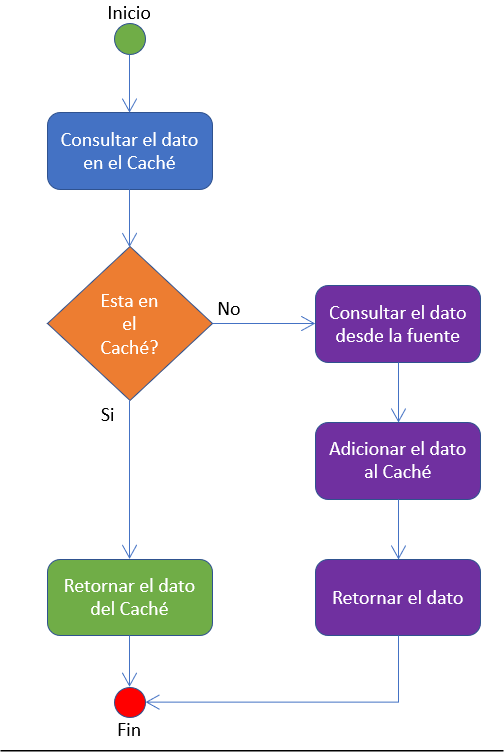 Inicio
Consultar el dato
en el Caché
Esta en
el
Caché?
No
Consultar el dato
desde la fuente
Si
Adicionar el dato
al Caché
Retornar el dato
del Caché
Retornar el dato
Fin